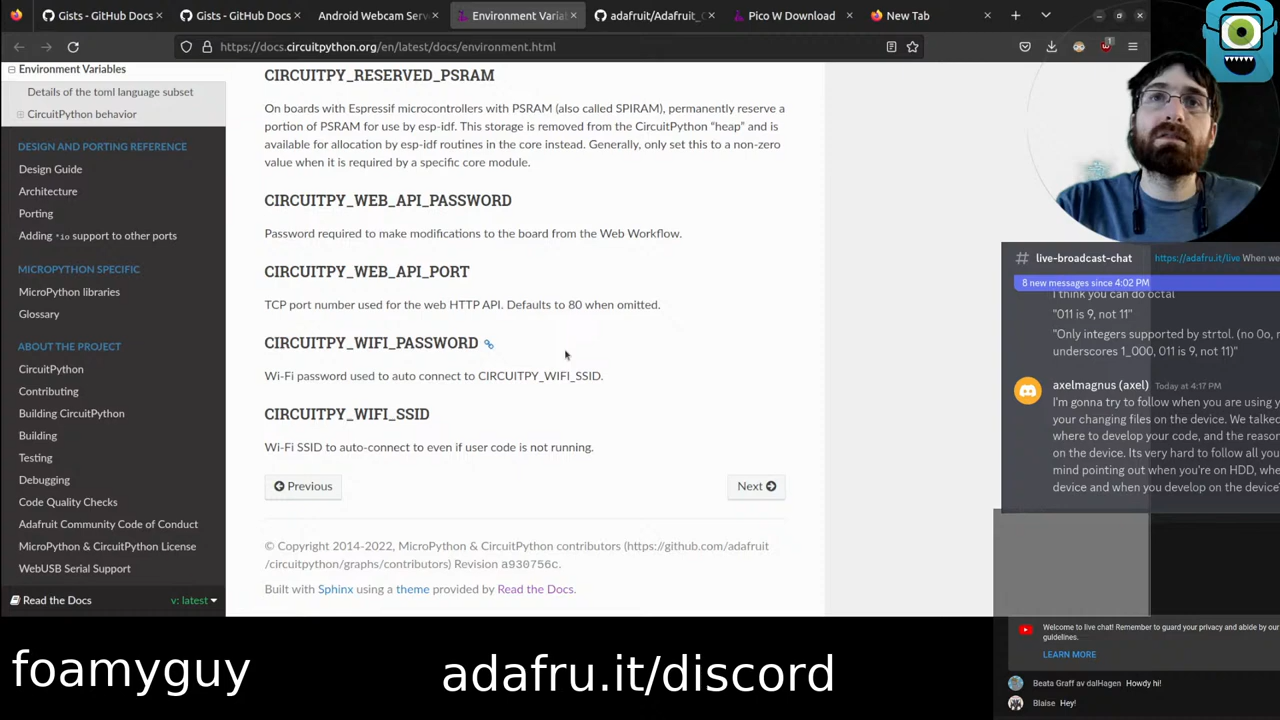 Gists - GitHub Docs
Gists - GitHub Docs
Android Webcam Serv
Environment Varia
adafruit/Adafruit_C
Pico W Download
New Tab
https://docs.circuitpython.org/en/latest/docs/environment.html
1
Environment Variables
Details of the toml language subset
CircuitPython behavior
DESIGN AND PORTING REFERENCE
Design Guide
Architecture
Porting
Adding *io support to other ports
MICROPYTHON SPECIFIC
MicroPython libraries
Glossary
ABOUT THE PROJECT
CircuitPython
Contributing
Building CircuitPython
Building
Testing
Debugging
Code Quality Checks
Adafruit Community Code of Conduct
MicroPython & CircuitPython License
WebUSB Serial Support
Read the Docs
v: latest
CIRCUITPY_RESERVED_PSRAM
On boards with Espressif microcontrollers with PSRAM (also called SPIRAM), permanently reserve a
portion of PSRAM for use by esp-idf. This storage is removed from the CircuitPython “heap” and is
available for allocation by esp-idf routines in the core instead. Generally, only set this to a non-zero
value when it is required by a specific core module.
CIRCUITPY_WEB_API_PASSWORD
Password required to make modifications to the board from the Web Workflow.
CIRCUITPY_WEB_API_PORT
TCP port number used for the web HTTP API. Defaults to 80 when omitted.
CIRCUITPY_WIFI_PASSWORD
Wi-Fi password used to auto connect to CIRCUITPY_WIFI_SSID.
CIRCUITPY_WIFI_SSID
Wi-Fi SSID to auto-connect to even if user code is not running.
Previous
Next
© Copyright 2014-2022, MicroPython & CircuitPython contributors (https://github.com/adafruit
/circuitpython/graphs/contributors) Revision a930756c.
Built with Sphinx using a theme provided by Read the Docs.
# live-broadcast-chat https://adafru.it/live When we
8 new messages since 4:02 PM
I think you can do octal
"011 is 9, not 11"
"Only integers supported by strtol. (no 0o, n
underscores 1_000, 011 is 9, not 11)"
axelmagnus (axel) Today at 4:17 PM
I'm gonna try to follow when you are using y
your changing files on the device. We talked
where to develop your code, and the reason
on the device. Its very hard to follow all you
mind pointing out when you're on HDD, whe
device and when you develop on the device'
Welcome to live chat! Remember to guard your privacy and abide by our
guidelines.
LEARN MORE
Beata Graff av dalHagen Howdy hi!
Blaise Hey!
foamyguy
adafru.it/discord